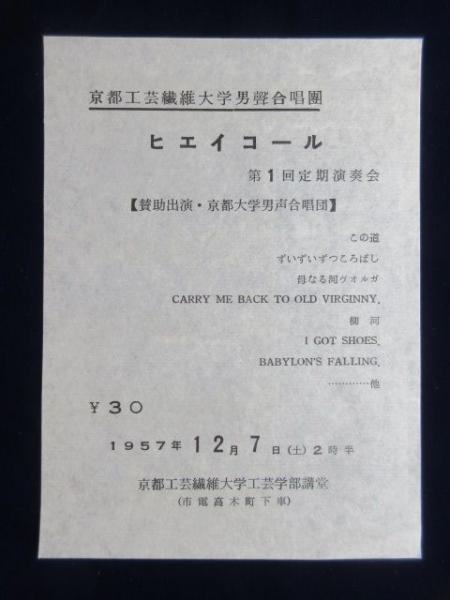 京都工芸繊維大学男聲合唱團
ヒエイコール
第1回定期演奏会
【賛助出演・京都大学男声合唱団】
この道
ずいずいずつころばし
母なる河ヴオルガ
CARRY ME BACK TO OLD VIRGINNY.
柳河
I GOT SHOES.
BABYLON'S FALLING.
…………他
¥30
1957年12月7日(土)2時半
京都工芸繊維大学工芸学部講堂
(市電高木町下車)